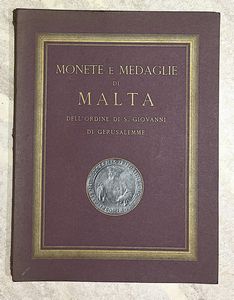 MONETE E MEDAGLIE
DI
MALTA
DELL'ORDINE DI S. GIOVANNI
DI GERUSALEMME